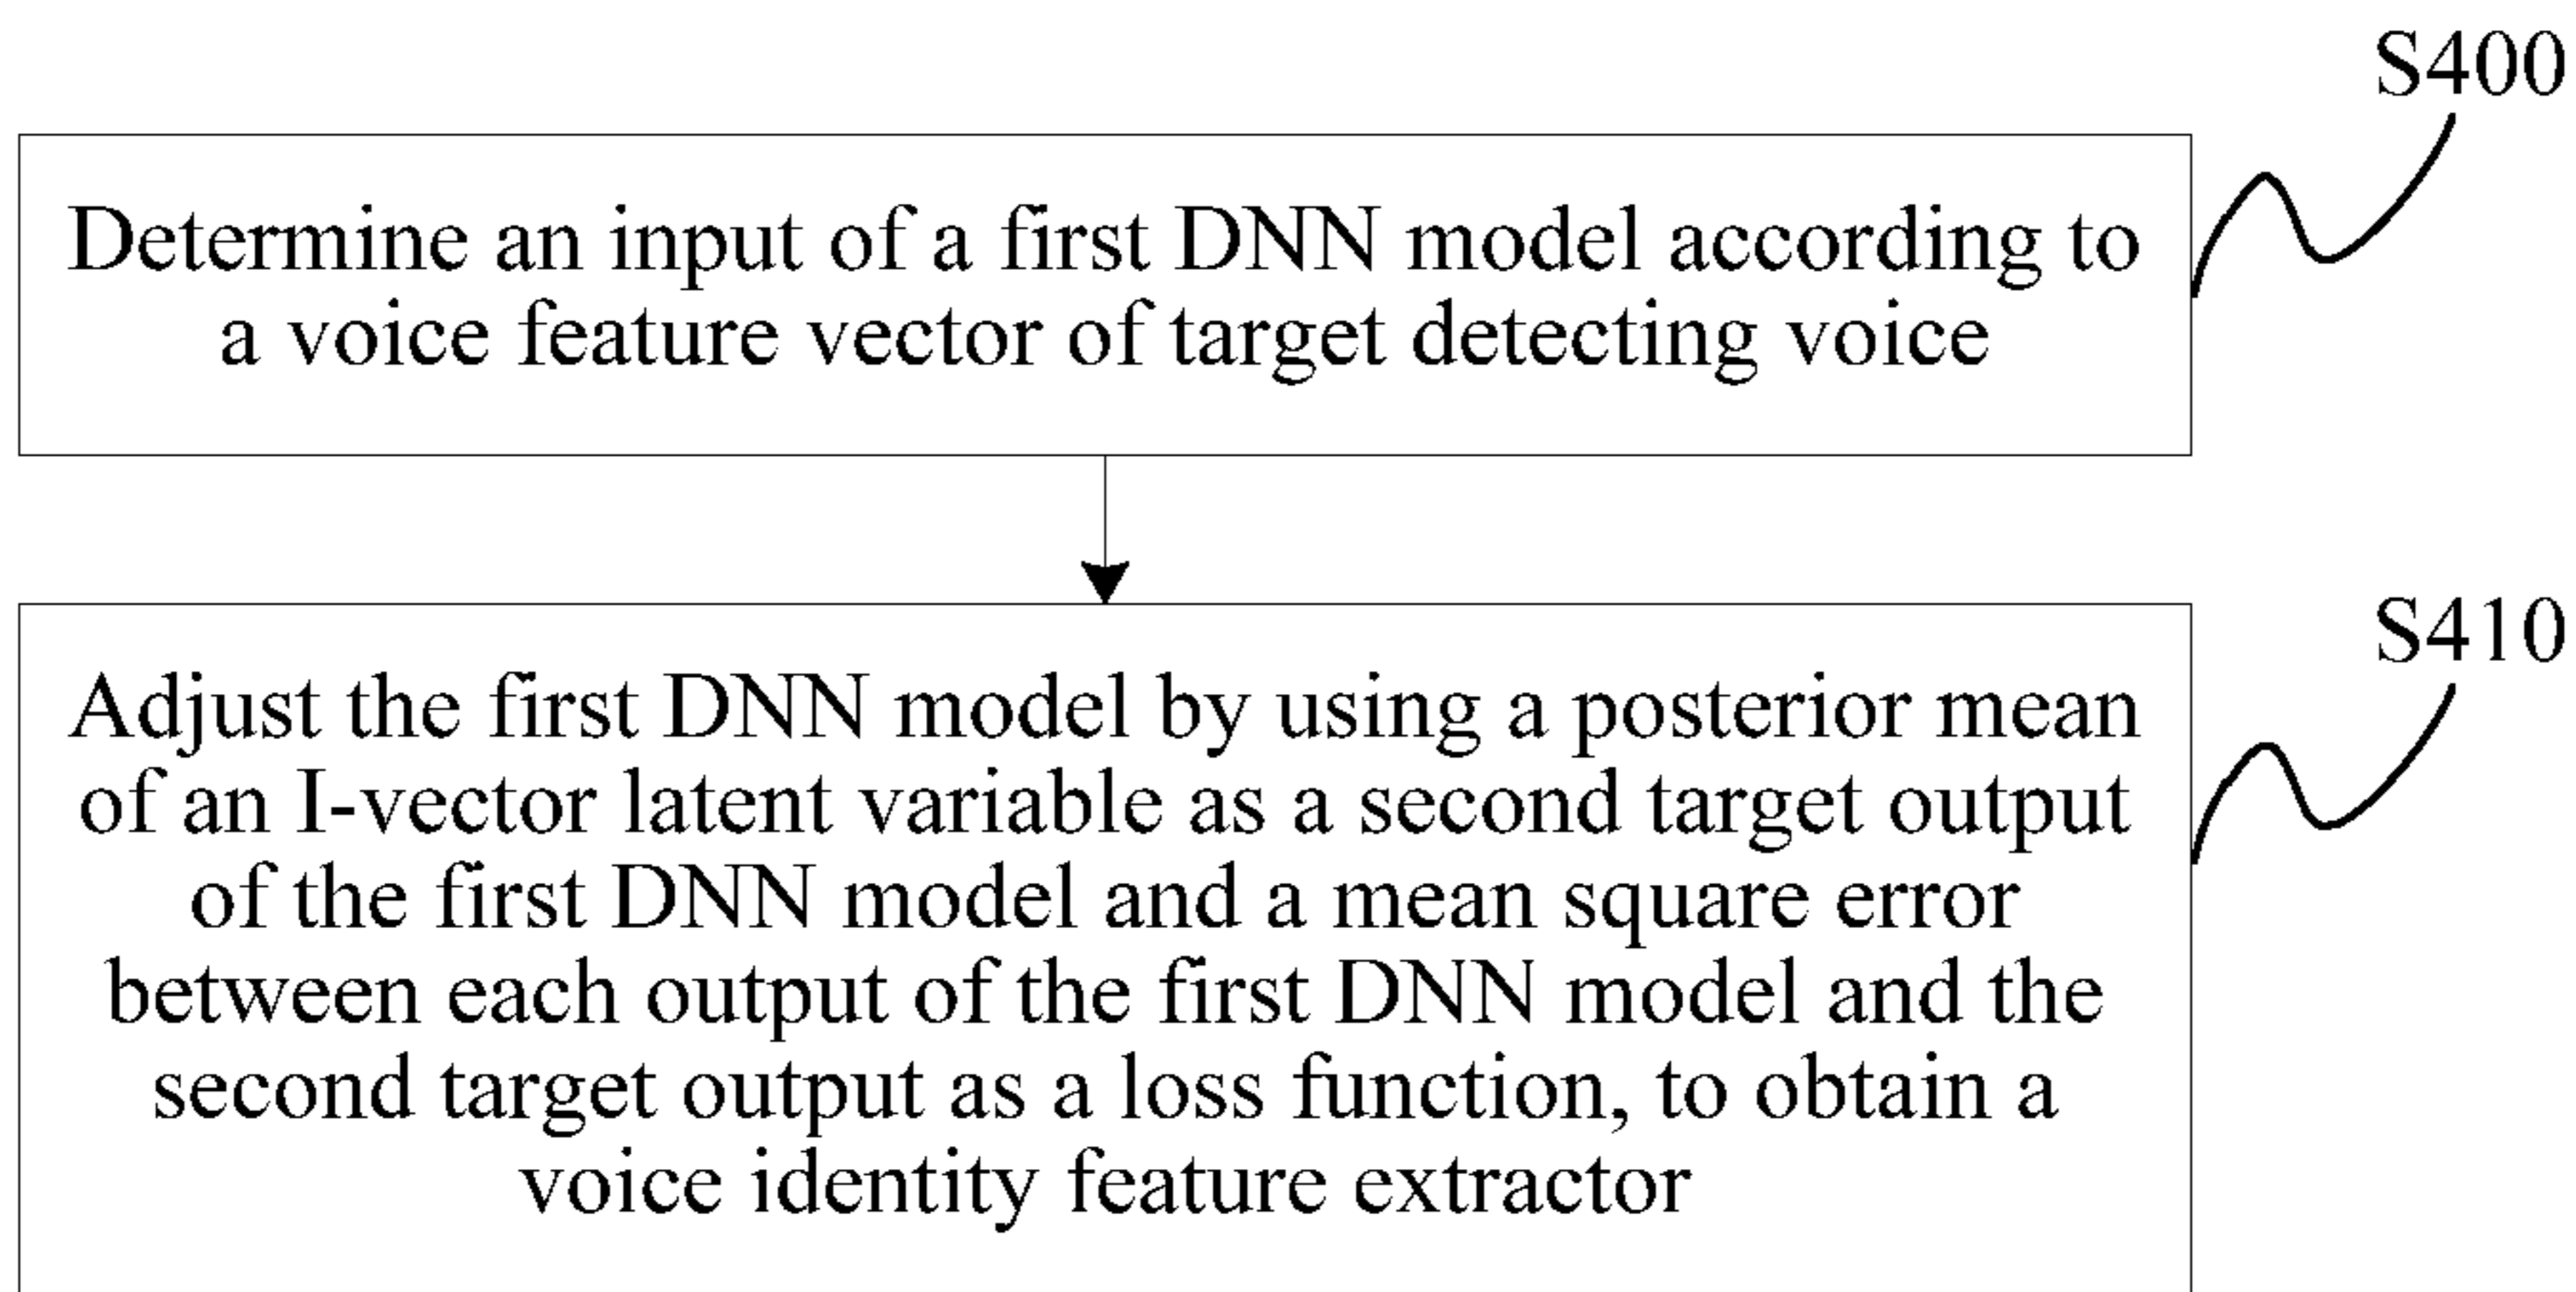 S400
Determine an input of a first DNN model according to
a voice feature vector of target detecting voice
S410
Adjust the first DNN model by using a posterior mean
of an I-vector latent variable as a second target output
of the first DNN model and a mean square error
between each output of the first DNN model and the
second target output as a loss function, to obtain a
voice identity feature extractor